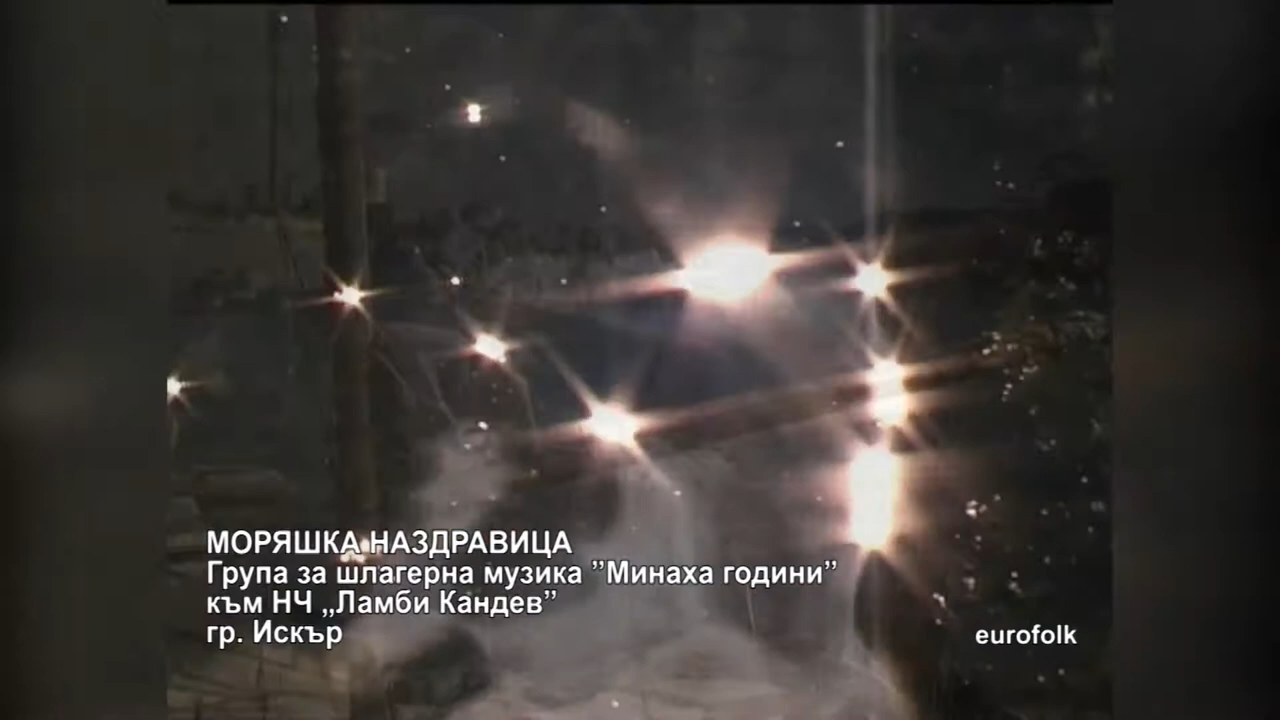 МОРЯШКА НАЗДРАВИЦА
Група за шлагерна музика ”Минаха години”
към НЧ „Ламби Кандев”
гр. Искър
eurofolk